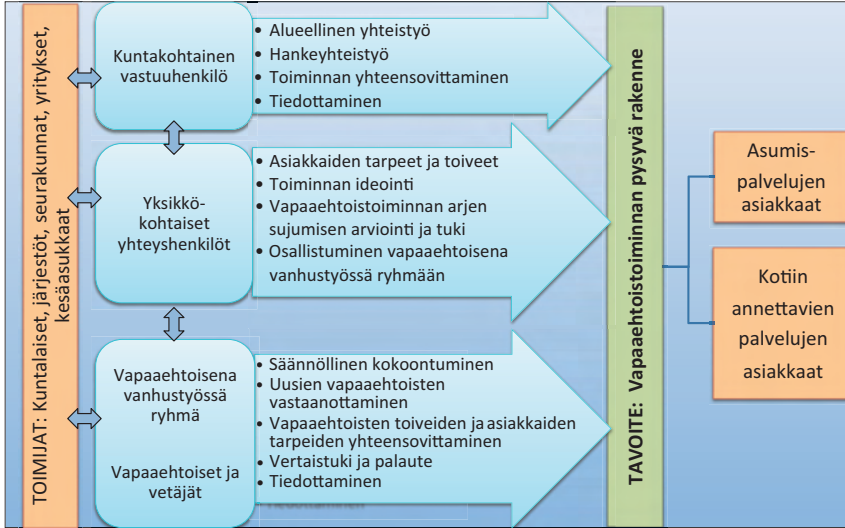 TOIMIJAT: Kuntalaiset, järjestöt, seurakunnat, yritykset,
kesäasukkaat
Kuntakohtainen
vastuuhenkilö
• Alueellinen yhteistyö
• Hankeyhteistyö
• Toiminnan yhteensovittaminen
• Tiedottaminen
Yksikkö-
kohtaiset
yhteyshenkilöt
• Asiakkaiden tarpeet ja toiveet
• Toiminnan ideointi
• Vapaaehtoistoiminnan arjen
sujumisen arviointi ja tuki
• Osallistuminen vapaaehtoisena
vanhustyössä ryhmään
Vapaaehtoisena
vanhustyössä
ryhmä
Vapaaehtoiset ja
vetäjät
• Säännöllinen kokoontuminen
• Uusien vapaaehtoisten
vastaanottaminen
• Vapaaehtoisten toiveiden ja asiakkaiden
tarpeiden yhteensovittaminen
• Vertaistuki ja palaute
• Tiedottaminen
TAVOITE: Vapaaehtoistoiminnan pysyvä rakenne
Asumis-
palvelujen
asiakkaat
Kotiin
annettavien
palvelujen
asiakkaat